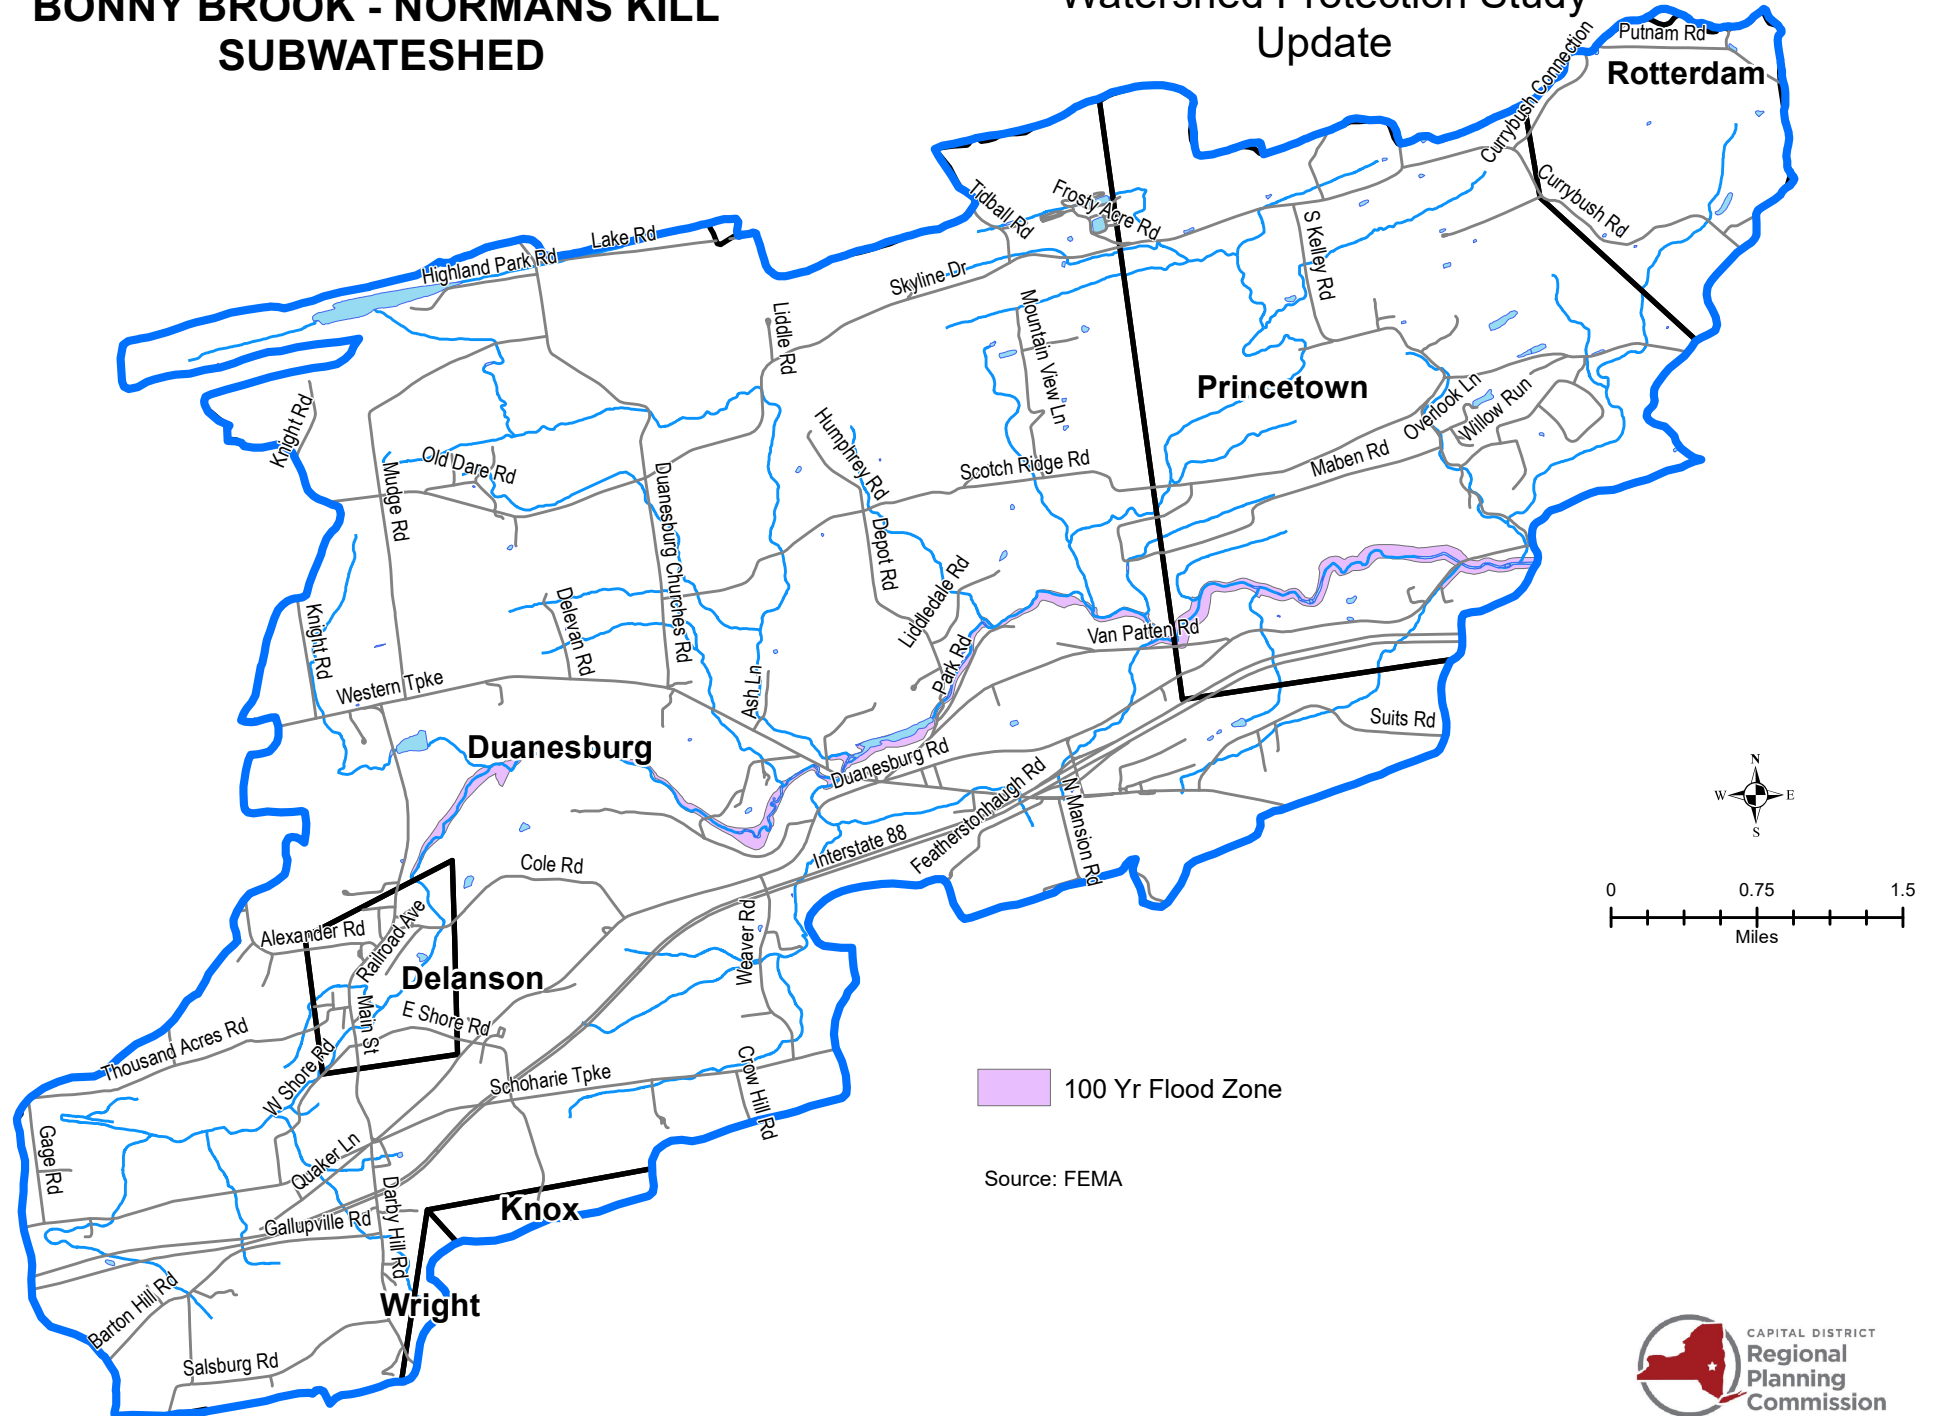 BONNY BROOK - NORMANS KILL
SUBWATESHED
Watershed Protection Study
Update
Putnam Rd
Rotterdam
Currybush Connection
Currybush Rd
Tidball Rd
Frosty Acre Rd
S Kelley Rd
Lake Rd
Highland Park Rd
Skyline Dr
Liddle Rd
Mountain View Ln
Princetown
Overlook Ln
Willow Run
Maben Rd
Knight Rd
Old Dare Rd
Mudge Rd
Duanesburg Churches Rd
Humphrey Rd
Scotch Ridge Rd
Depot Rd
Liddledale Rd
Delevan Rd
Knight Rd
Western Tpke
Ash Ln
Park Rd
Van Patten Rd
Suits Rd
Duanesburg
Duanesburg Rd
N
W
E
S
Featherstonhaugh Rd
N Mansion Rd
Interstate 88
Cole Rd
0
0.75
1.5
Miles
Alexander Rd
Railroad Ave
Weaver Rd
Delanson
Main St
E Shore Rd
Thousand Acres Rd
W Shore Rd
Schoharie Tpke
Crow Hill Rd
100 Yr Flood Zone
Gage Rd
Quaker Ln
Source: FEMA
Darby Hill Rd
Knox
Gallupville Rd
Barton Hill Rd
Wright
Salsburg Rd
CAPITAL DISTRICT
Regional
Planning
Commission